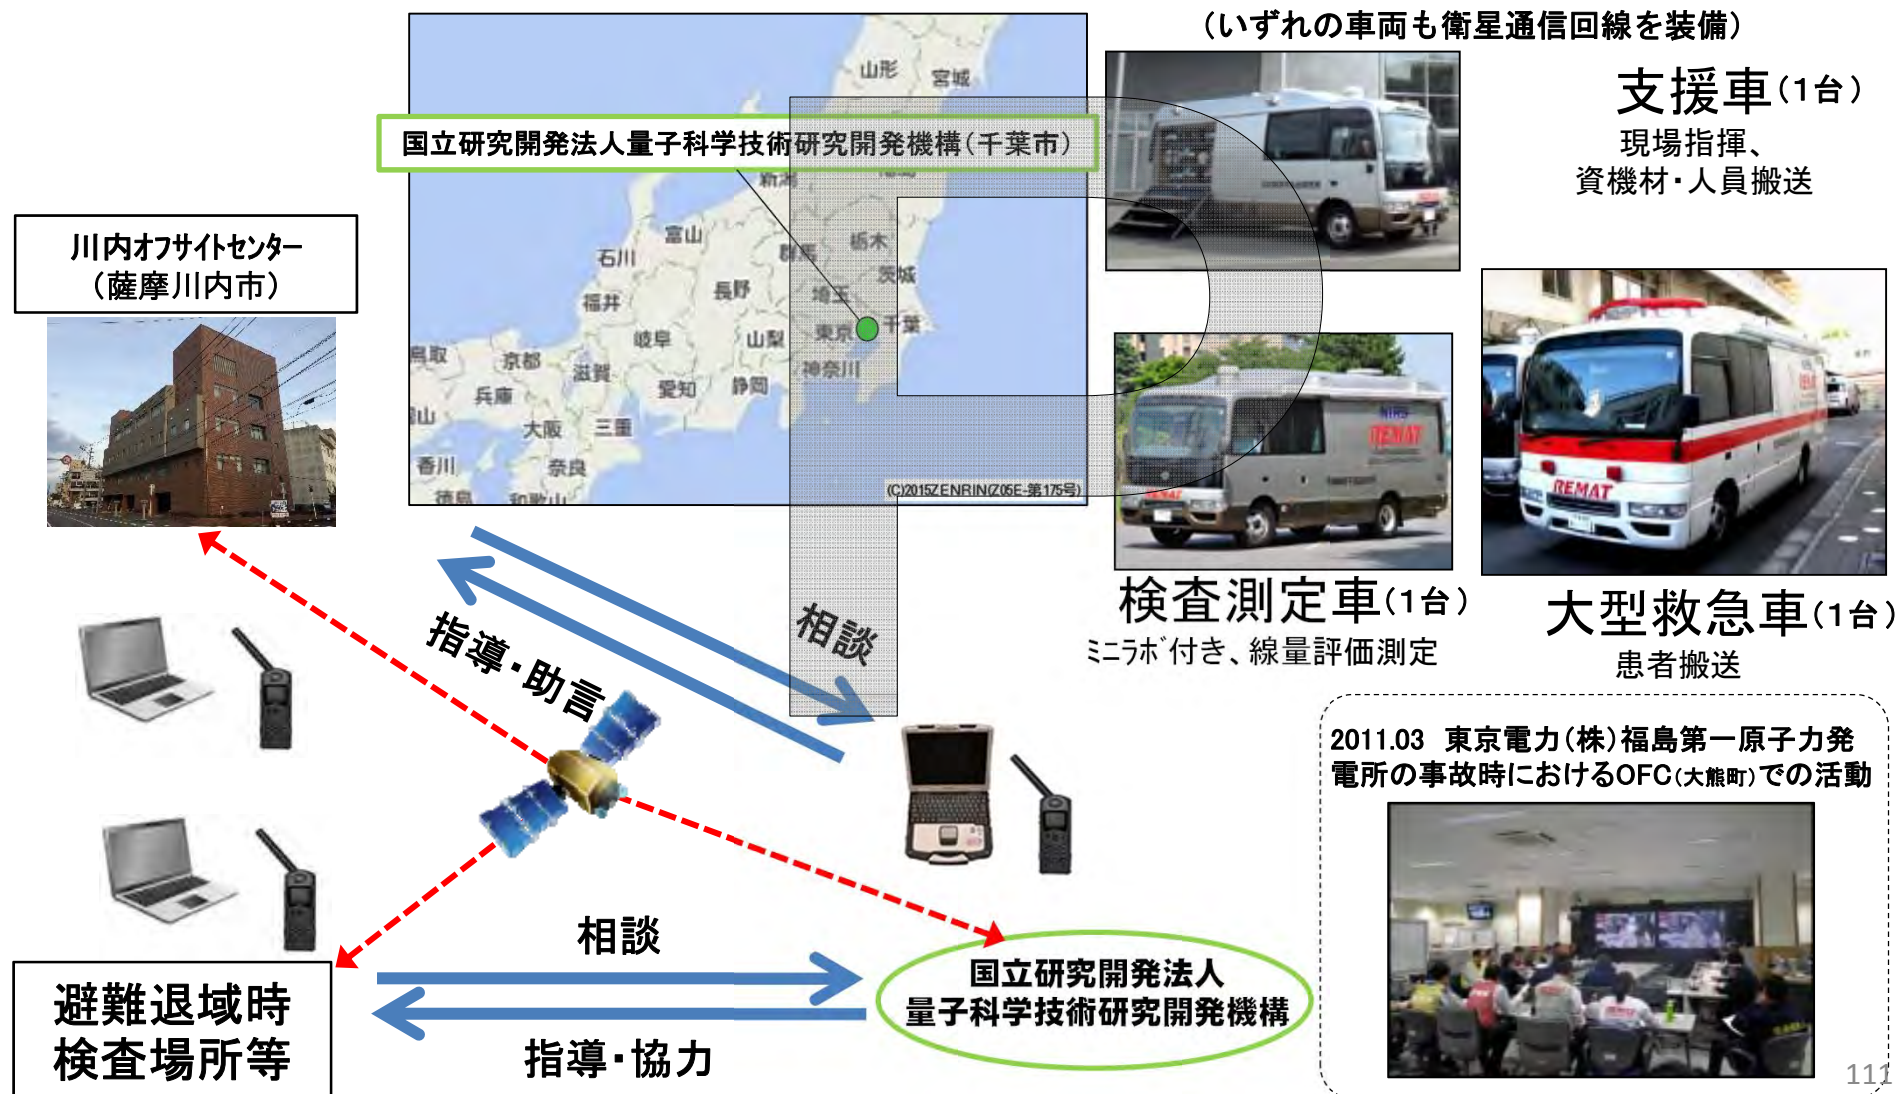 (いずれの車両も衛星通信回線を装備)
支援車(1台)
現場指揮、
資機材・人員搬送
国立研究開発法人量子科学技術研究開発機構(千葉市)
山形
宮城
新潟
福島
富山
石川
群馬
栃木
茨城
福井
長野
埼玉
岐阜
山梨
東京
千葉
鳥取
京都
滋賀
愛知
静岡
神奈川
兵庫
大阪
三重
香川
奈良
徳島
和歌山
(C)2015ZENRIN(Z05E-第175号)
川内オフサイトセンター
(薩摩川内市)
NIRS
REMAT
REMAT
REMAT
REMAT
検査測定車(1台)
ミニラボ付き、線量評価測定
大型救急車(1台)
患者搬送
相談
指導・助言
2011.03 東京電力(株)福島第一原子力発
電所の事故時におけるOFC(大熊町)での活動
REMAT
相談
指導・協力
避難退域時
検査場所等
国立研究開発法人
量子科学技術研究開発機構
111